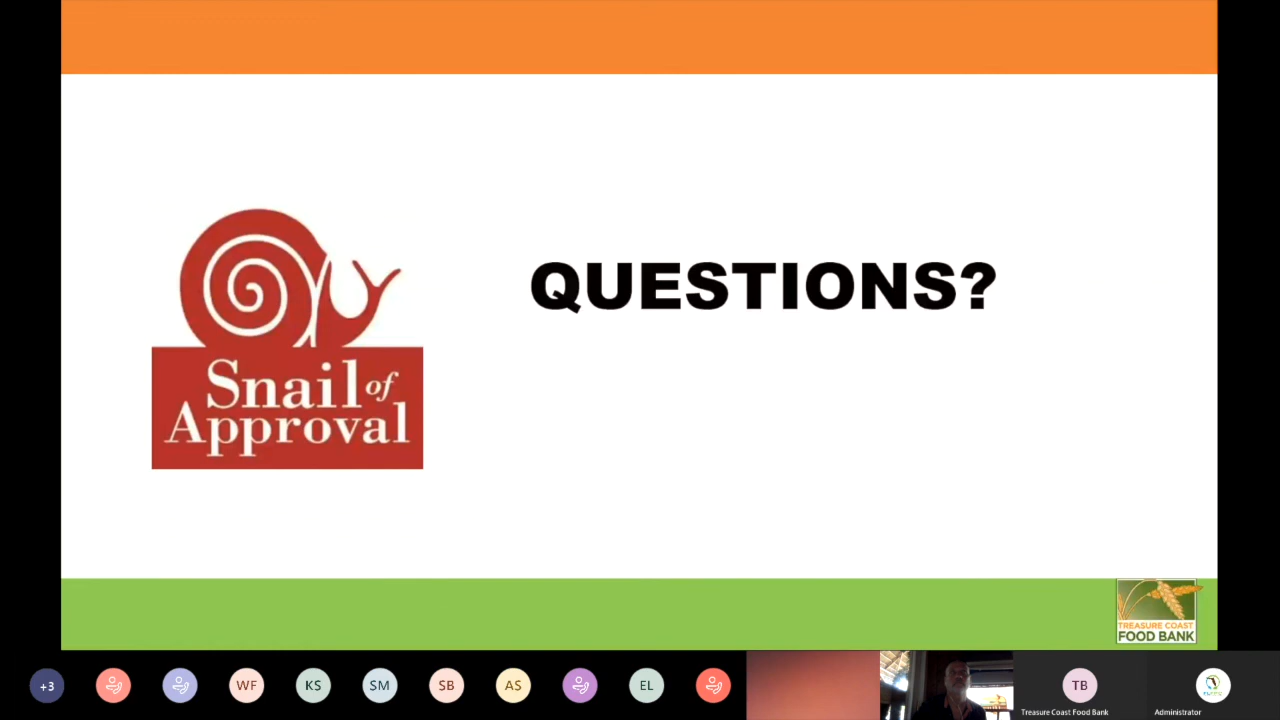 QUESTIONS?
Snail of
Approval
TREASURE COAST
FOOD BANK
+3
WF
KS
SM
SB
AS
EL
TB
Treasure Coast Food Bank
Administrator